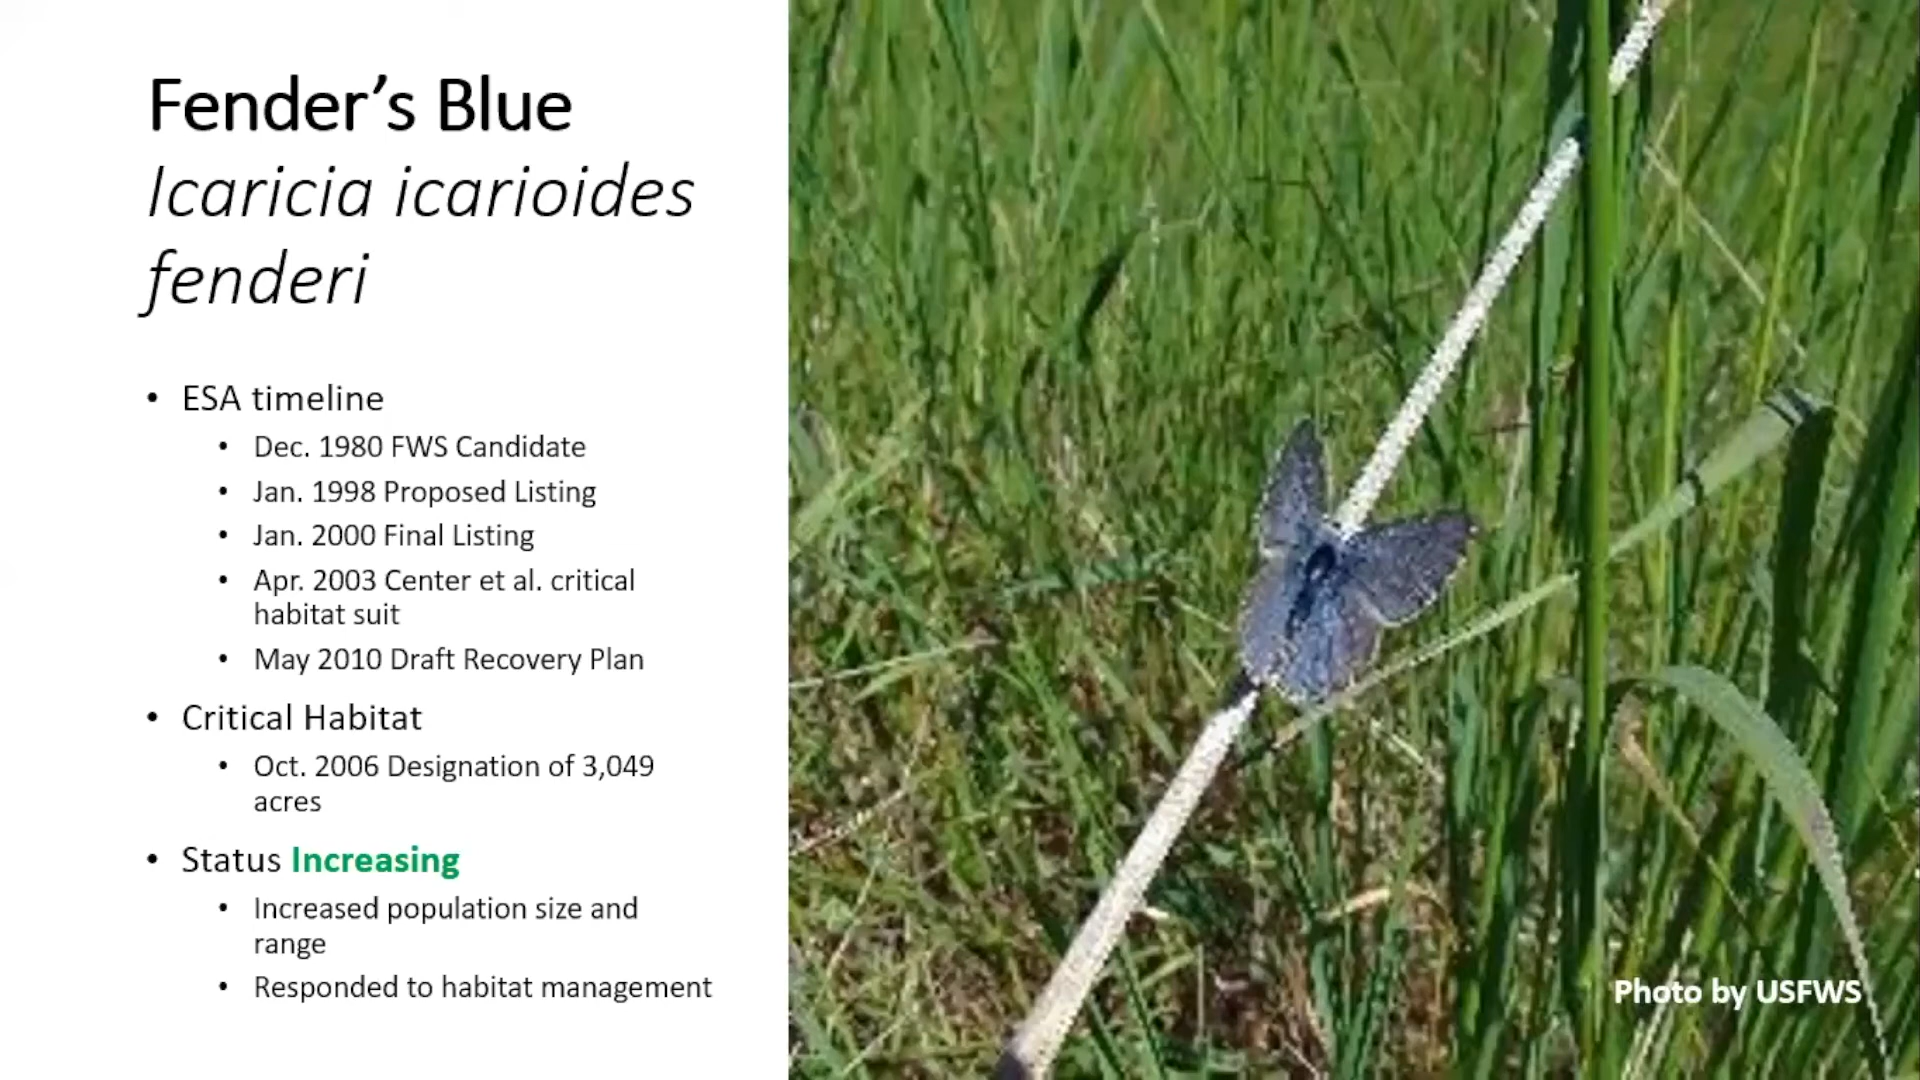 Fender’s Blue
Icaricia icarioides
fenderi
• ESA timeline
• Dec. 1980 FWS Candidate
• Jan. 1998 Proposed Listing
• Jan. 2000 Final Listing
• Apr. 2003 Center et al. critical
habitat suit
• May 2010 Draft Recovery Plan
• Critical Habitat
• Oct. 2006 Designation of 3,049
acres
• Status Increasing
• Increased population size and
range
• Responded to habitat management
Photo by USFWS